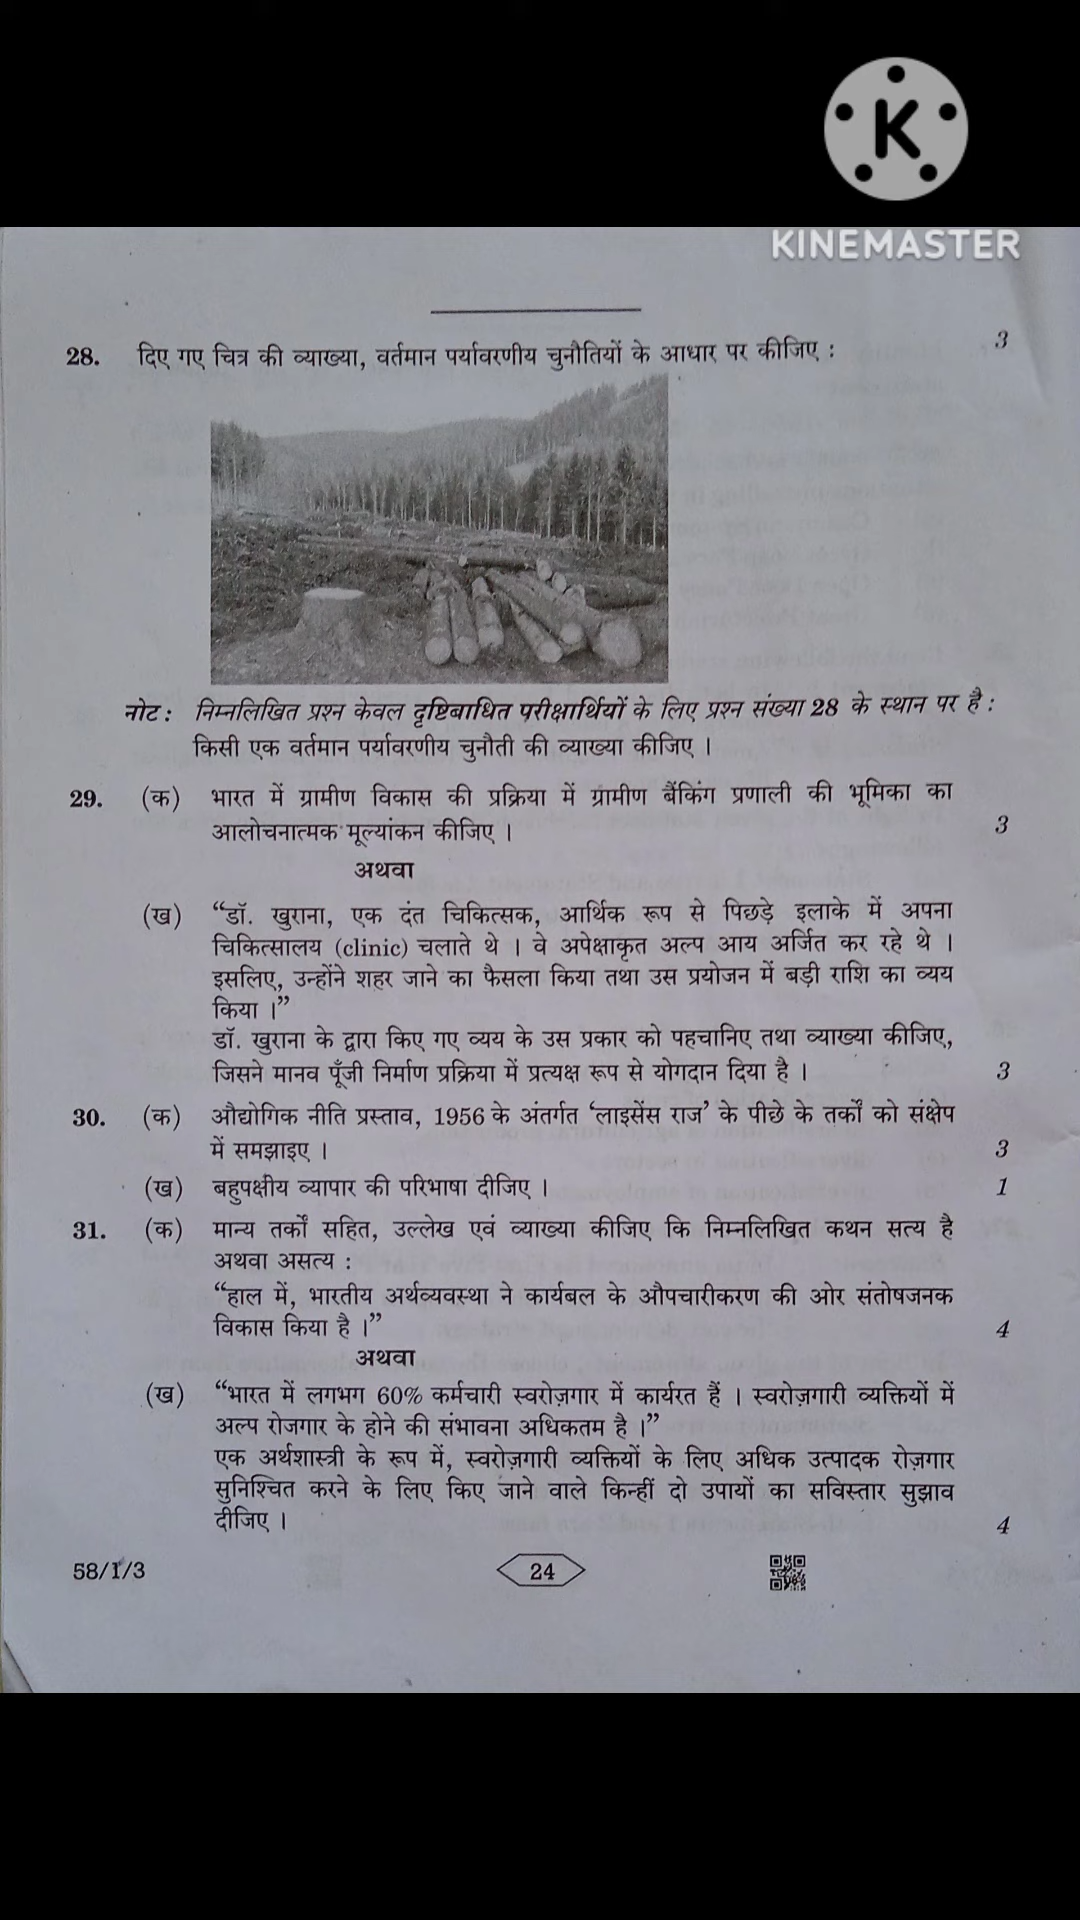 K
KINEMASTER
28. दिए गए चित्र की व्याख्या, वर्तमान पर्यावरणीय चुनौतियों के आधार पर कीजिए : 3
नोट : निम्नलिखित प्रश्न केवल दृष्टिबाधित परीक्षार्थियों के लिए प्रश्न संख्या 28 के स्थान पर है :
किसी एक वर्तमान पर्यावरणीय चुनौती की व्याख्या कीजिए ।
29. (क) भारत में ग्रामीण विकास की प्रक्रिया में ग्रामीण बैंकिंग प्रणाली की भूमिका का
आलोचनात्मक मूल्यांकन कीजिए । 3
अथवा
(ख) “डॉ. खुराना, एक दंत चिकित्सक, आर्थिक रूप से पिछड़े इलाके में अपना
चिकित्सालय (clinic) चलाते थे । वे अपेक्षाकृत अल्प आय अर्जित कर रहे थे ।
इसलिए, उन्होंने शहर जाने का फैसला किया तथा उस प्रयोजन में बड़ी राशि का व्यय
किया ।”
डॉ. खुराना के द्वारा किए गए व्यय के उस प्रकार को पहचानिए तथा व्याख्या कीजिए,
जिसने मानव पूँजी निर्माण प्रक्रिया में प्रत्यक्ष रूप से योगदान दिया है । 3
30. (क) औद्योगिक नीति प्रस्ताव, 1956 के अंतर्गत ‘लाइसेंस राज’ के पीछे के तर्कों को संक्षेप
में समझाइए । 3
(ख) बहुपक्षीय व्यापार की परिभाषा दीजिए । 1
31. (क) मान्य तर्कों सहित, उल्लेख एवं व्याख्या कीजिए कि निम्नलिखित कथन सत्य है
अथवा असत्य :
“हाल में, भारतीय अर्थव्यवस्था ने कार्यबल के औपचारीकरण की ओर संतोषजनक
विकास किया है ।” 4
अथवा
(ख) “भारत में लगभग 60% कर्मचारी स्वरोज़गार में कार्यरत हैं । स्वरोज़गारी व्यक्तियों में
अल्प रोजगार के होने की संभावना अधिकतम है ।”
एक अर्थशास्त्री के रूप में, स्वरोज़गारी व्यक्तियों के लिए अधिक उत्पादक रोज़गार
सुनिश्चित करने के लिए किए जाने वाले किन्हीं दो उपायों का सविस्तार सुझाव
दीजिए । 4
58/1/3 24